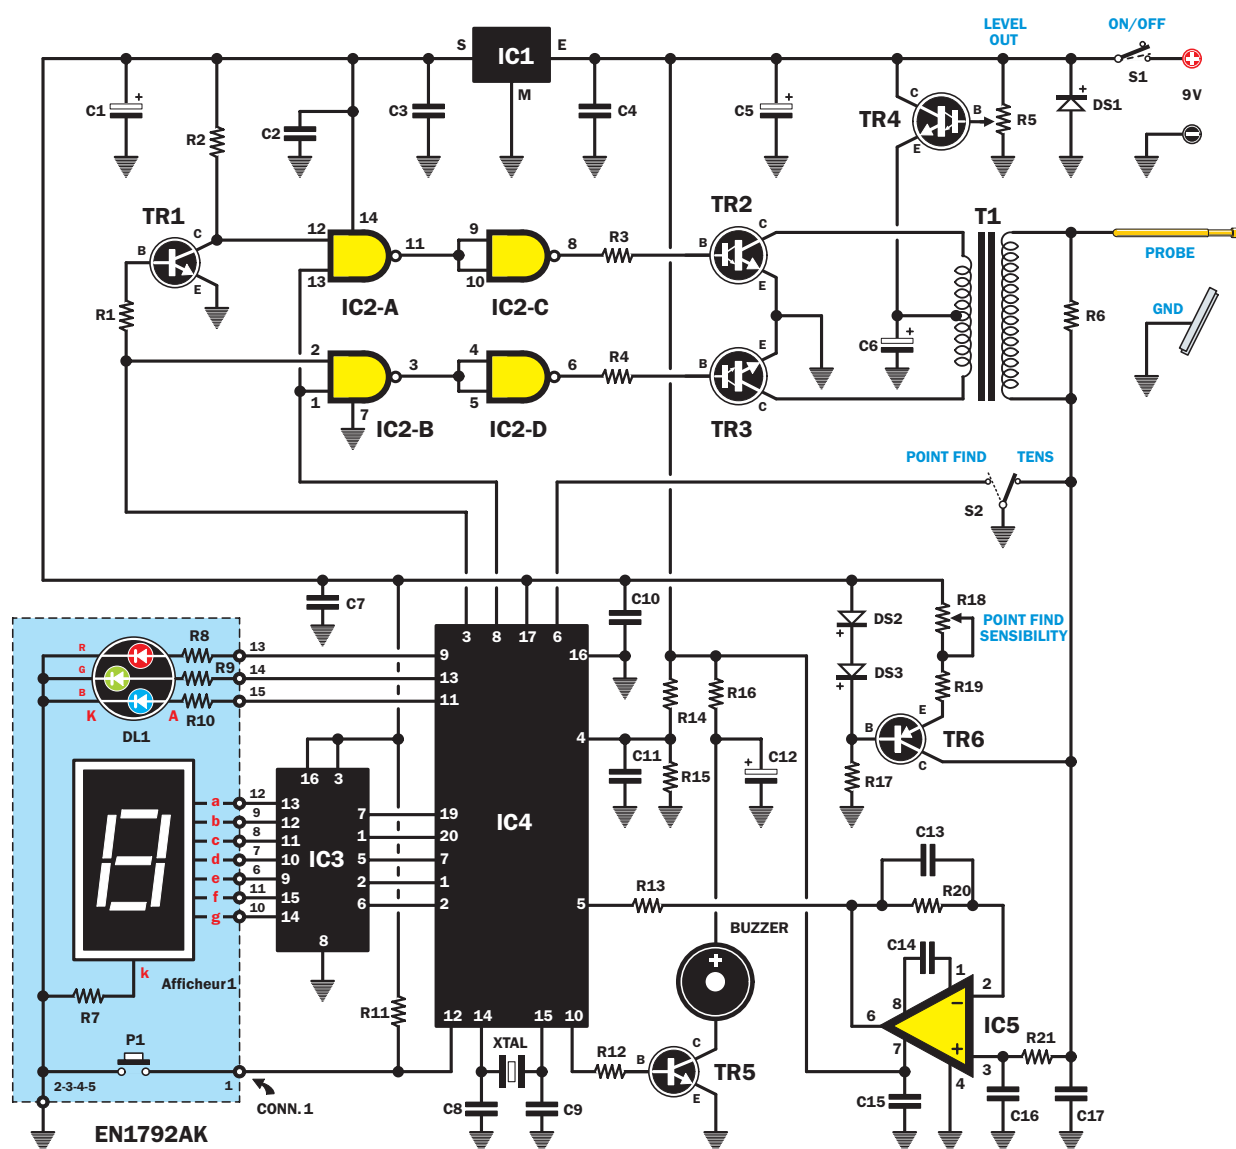 LEVEL
OUT
ON/OFF
S IC1 E
M
C1 +
R2
C2
C3
C4
C5 +
C
TR4
B
R5
E
+
DS1
S1
9V
+
-
TR1
C
B
E
R1
12
14
13
11
IC2-A
9
10
8
IC2-C
R3
TR2
C
B
E
T1
PROBE
GND
R6
C6 +
2
1
3
7
IC2-B
4
5
6
IC2-D
R4
E
B
C
TR3
POINT FIND TENS
S2
C7
C10
DS2
+
R18
POINT FIND
SENSIBILITY
DS3
+
R19
3 8 17 6
R
R8
13
9
16
G
R9
14
13
B
R10
15
11
K A
DL1
R14
R16
E
B
TR6
C
4
C11
R15
+
C12
R17
16 3
a 12 13
b 9 12
c 8 11
d 7 10
e 6 9
f 11 15
g 10 14
IC3
7 19
1 20
5 7
2 1
6 2
8
IC4
5
R13
C13
R20
BUZZER
+
C14
k
Afficheur1
R7
R11
1
2
8
6
-
IC5
7
+
3
4
R21
P1
12 14 15 10
XTAL
R12
C
B
TR5
E
2-3-4-5
1
CONN.1
C8
C9
C15
C16
C17
EN1792AK